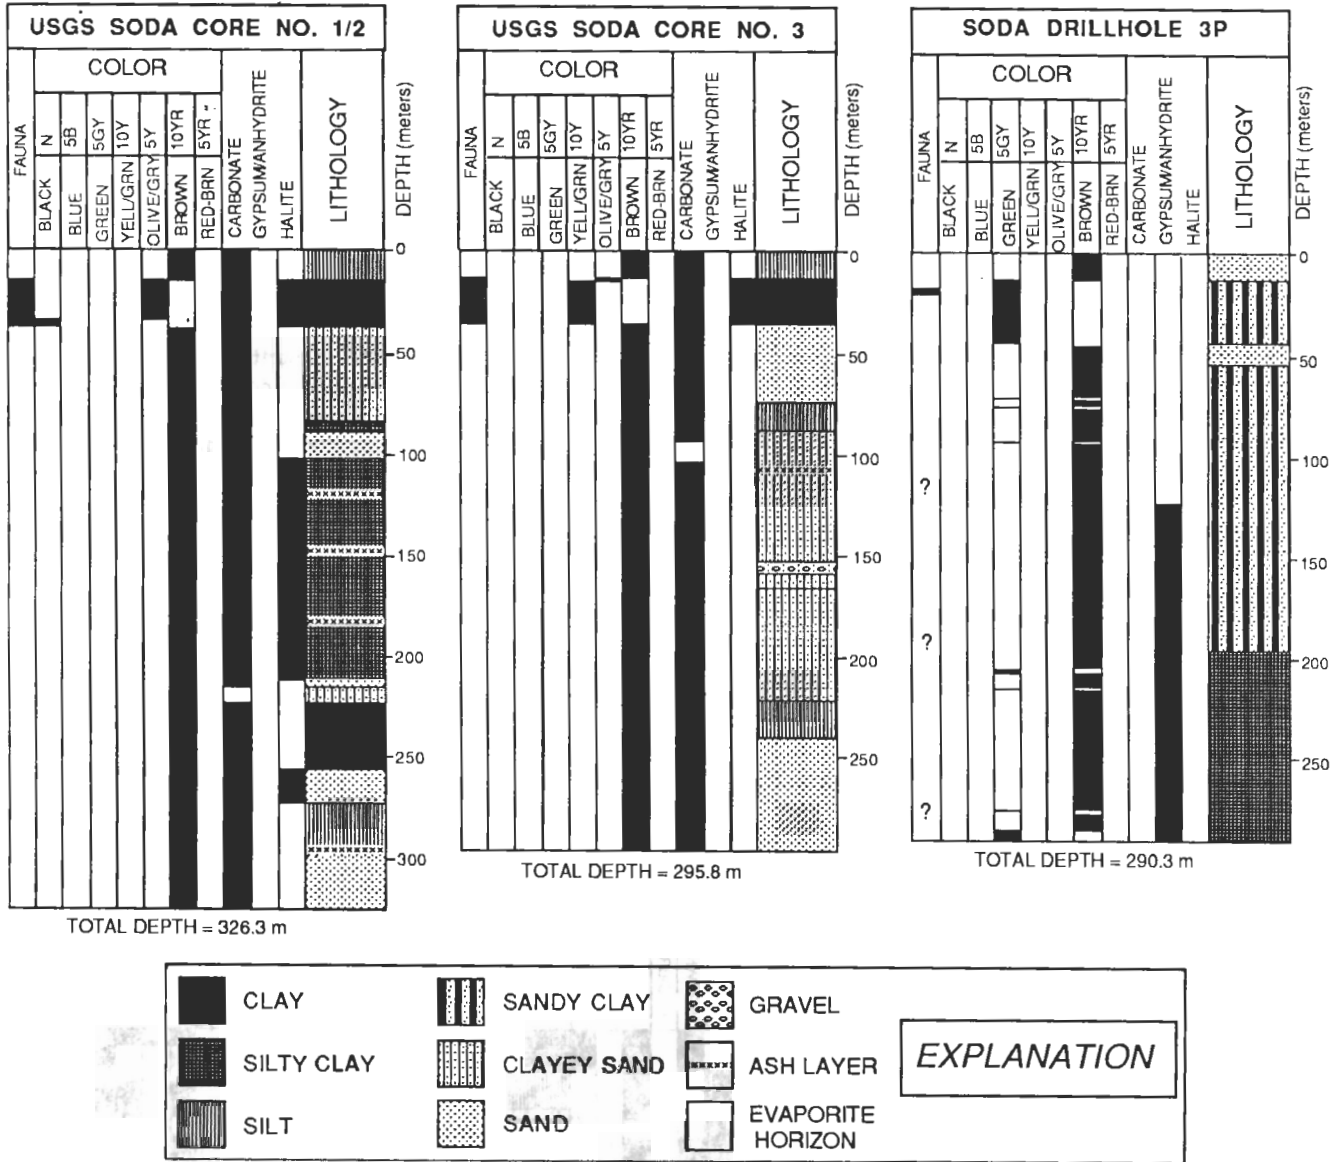 USGS SODA CORE NO. 1/2
FAUNA
COLOR
N
5B
5GY
10Y
5Y
10YR
5YR
BLACK
BLUE
GREEN
YELL/GRN
OLIVE/GRY
BROWN
RED-BRN
CARBONATE
GYPSUM/ANHYDRITE
HALITE
LITHOLOGY
DEPTH (meters)
0
50
100
150
200
250
300
TOTAL DEPTH = 326.3 m
USGS SODA CORE NO. 3
FAUNA
COLOR
N
5B
5GY
10Y
5Y
10YR
5YR
BLACK
BLUE
GREEN
YELL/GRN
OLIVE/GRY
BROWN
RED-BRN
CARBONATE
GYPSUM/ANHYDRITE
HALITE
LITHOLOGY
DEPTH (meters)
0
50
100
150
200
250
TOTAL DEPTH = 295.8 m
SODA DRILLHOLE 3P
FAUNA
COLOR
N
5B
5GY
10Y
5Y
10YR
5YR
BLACK
BLUE
GREEN
YELL/GRN
OLIVE/GRY
BROWN
RED-BRN
CARBONATE
GYPSUM/ANHYDRITE
HALITE
LITHOLOGY
DEPTH (meters)
?
?
?
0
50
100
150
200
250
TOTAL DEPTH = 290.3 m
CLAY
SILTY CLAY
SILT
SANDY CLAY
CLAYEY SAND
SAND
GRAVEL
ASH LAYER
EVAPORITE
HORIZON
EXPLANATION